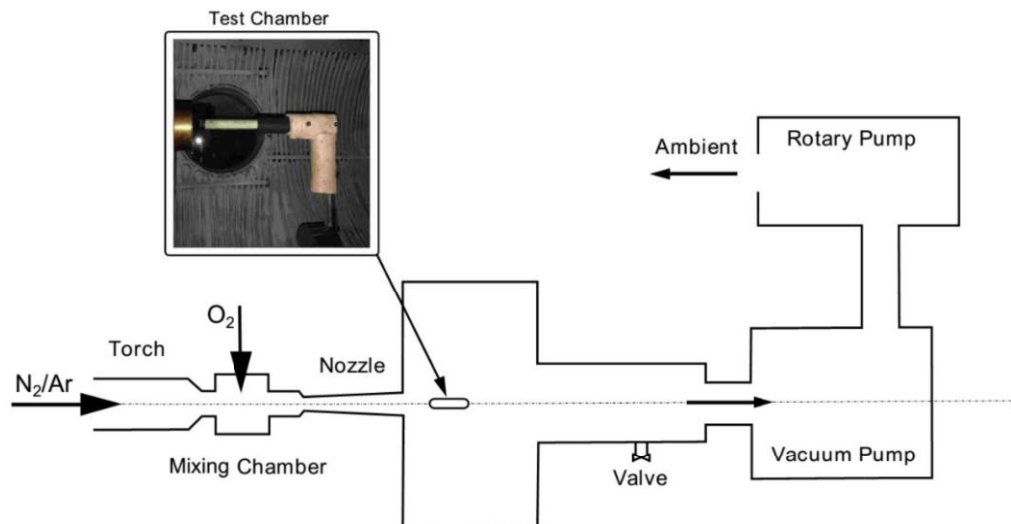 Test Chamber
Rotary Pump
Ambient
O₂
Torch
Nozzle
N₂/Ar
Mixing Chamber
Valve
Vacuum Pump